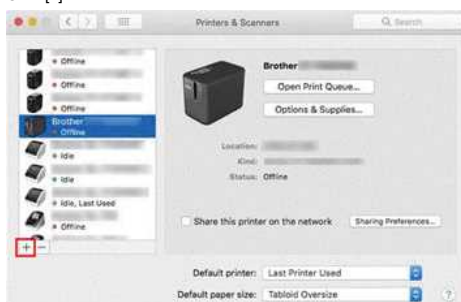 Printers & Scanners
Search
Offline
Offline
Offline
Brother
Offline
Idle
Idle
Idle, Last Used
Offline
+ −
Brother
Open Print Queue...
Options & Supplies...
Location:
Kind:
Status: Offline
Share this printer on the network
Sharing Preferences...
Default printer: Last Printer Used
Default paper size: Tabloid Oversize
?